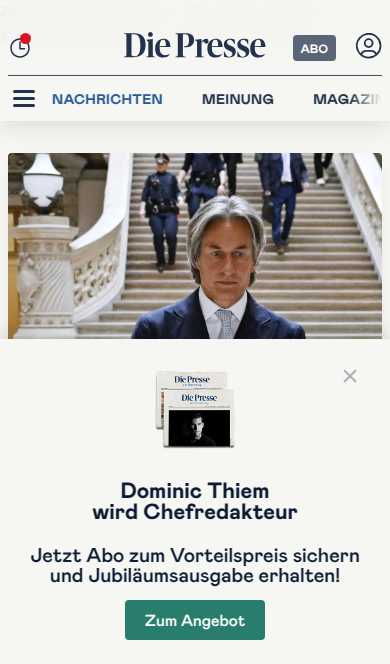 Die Presse
ABO
NACHRICHTEN MEINUNG MAGAZIN
Die Presse
Die Presse
Dominic Thiem
wird Chefredakteur
Jetzt Abo zum Vorteilspreis sichern
und Jubiläumsausgabe erhalten!
Zum Angebot